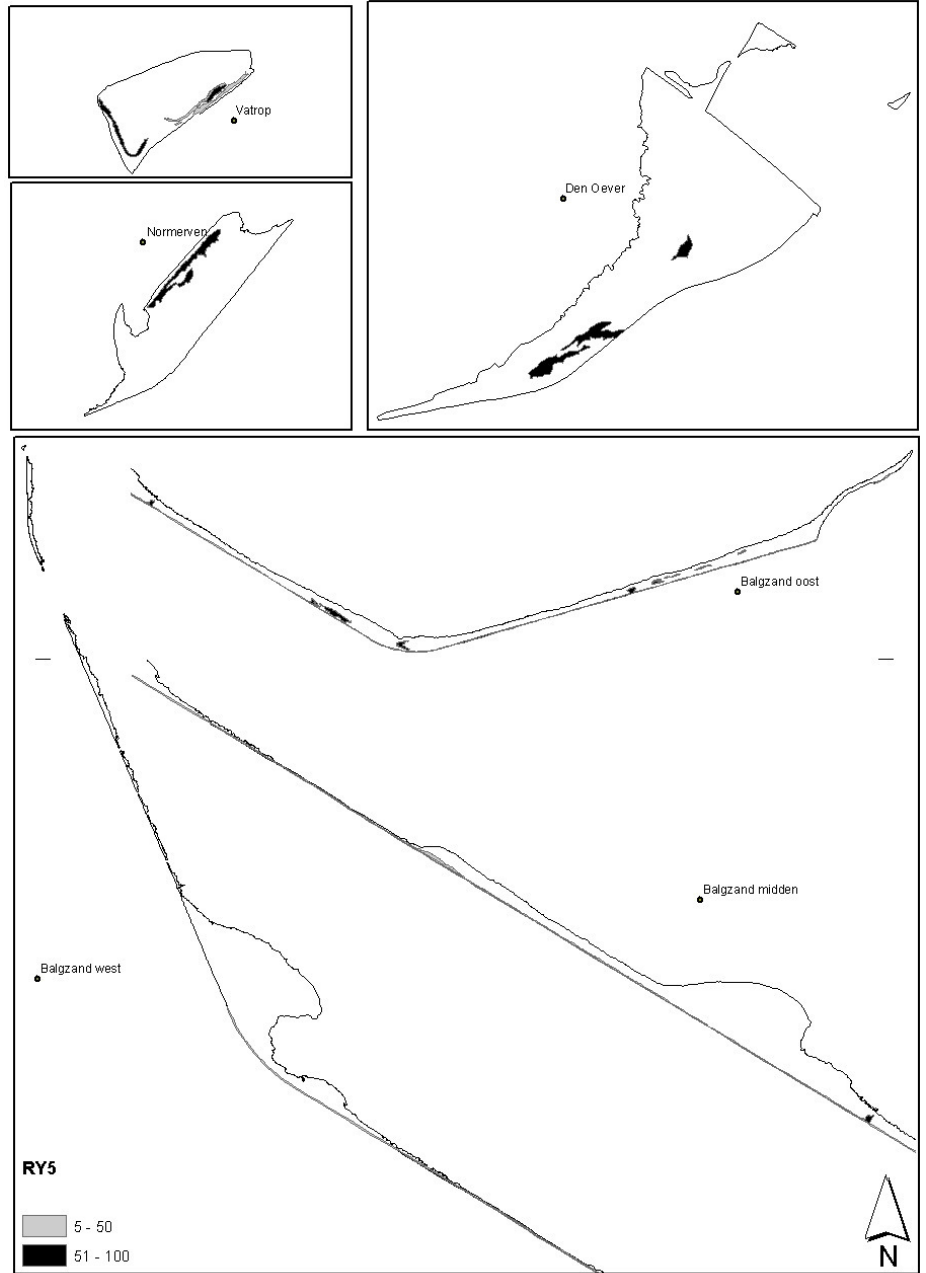 Vatrop
Normerven
Den Oever
Balgzand oost
Balgzand midden
Balgzand west
RY5
5 - 50
51 - 100
N